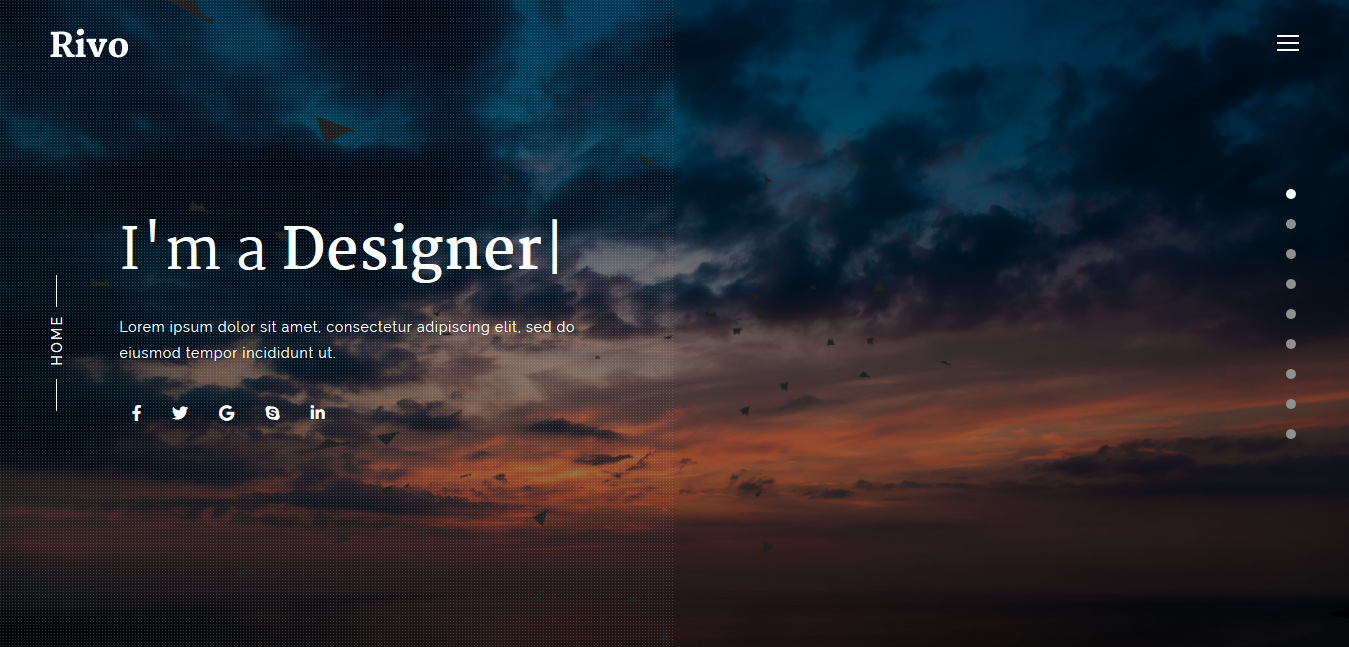 Rivo
I'm a Designer|
HOME
Lorem ipsum dolor sit amet, consectetur adipiscing elit, sed do
eiusmod tempor incididunt ut.